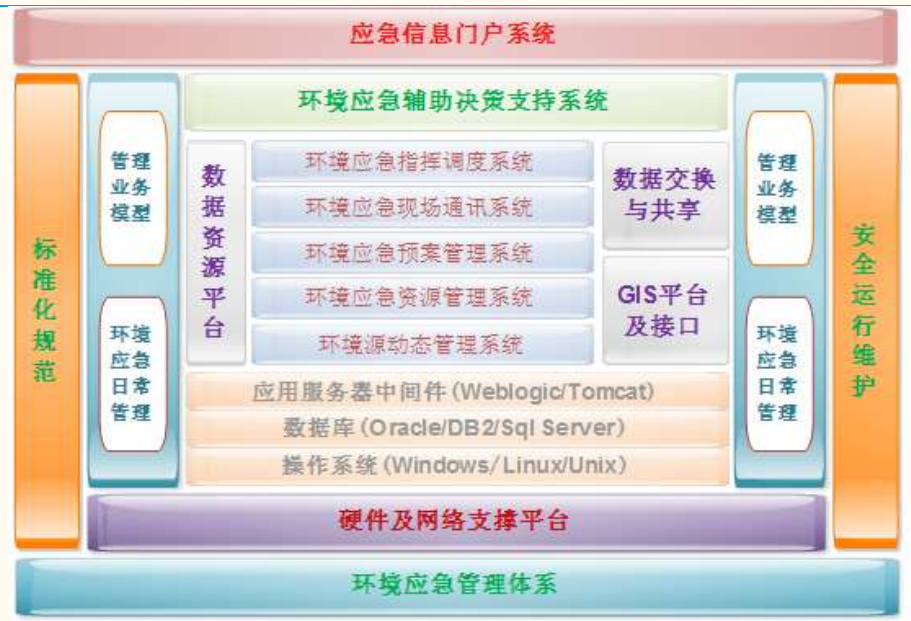 应急信息门户系统
环境应急辅助决策支持系统
标准化规范
管理
业务
模型
环境
应急
日常
管理
数据资源平台
环境应急指挥调度系统
环境应急现场通讯系统
环境应急预案管理系统
环境应急资源管理系统
环境源动态管理系统
数据交换
与共享
GIS平台
及接口
管理
业务
模型
环境
应急
日常
管理
安全运行维护
应用服务器中间件(Weblogic/Tomcat)
数据库(Oracle/DB2/Sql Server)
操作系统(Windows/Linux/Unix)
硬件及网络支撑平台
环境应急管理体系